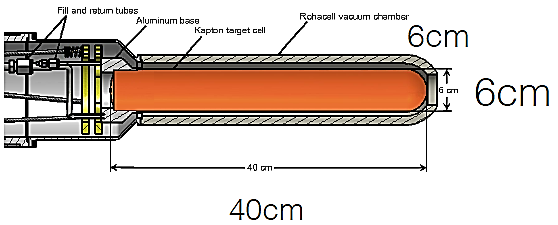 Fill and return tubes
Aluminum base
Kapton target cell
Rohacell vacuum chamber
6cm
6 cm
6cm
40 cm
40cm